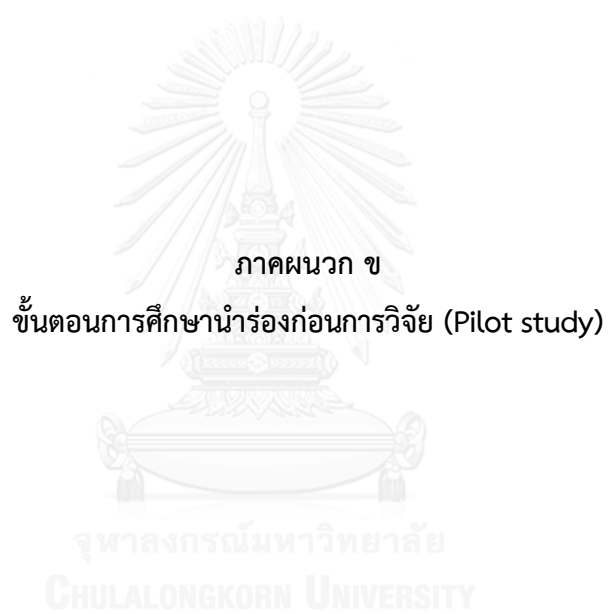 ภาคผนวก ข
ขั้นตอนการศึกษานำร่องก่อนการวิจัย (Pilot study)
จุฬาลงกรณ์มหาวิทยาลัย
CHULALONGKORN UNIVERSITY